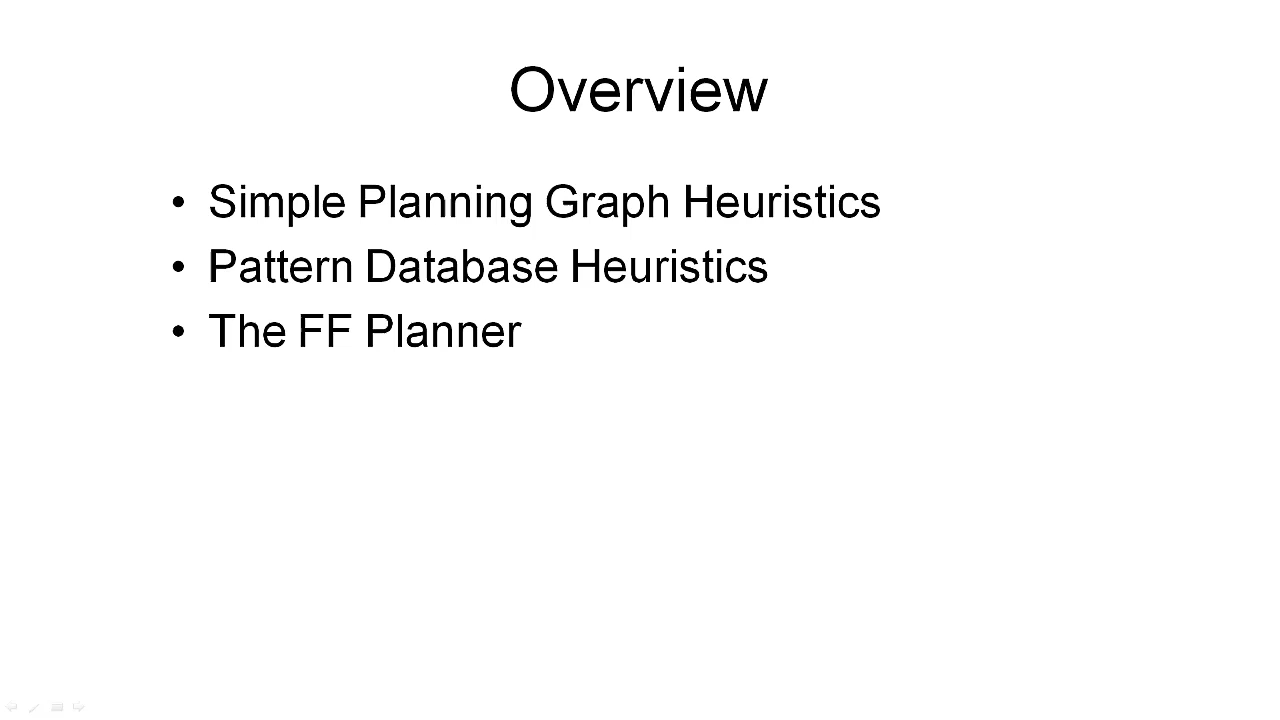 Overview
• Simple Planning Graph Heuristics
• Pattern Database Heuristics
• The FF Planner